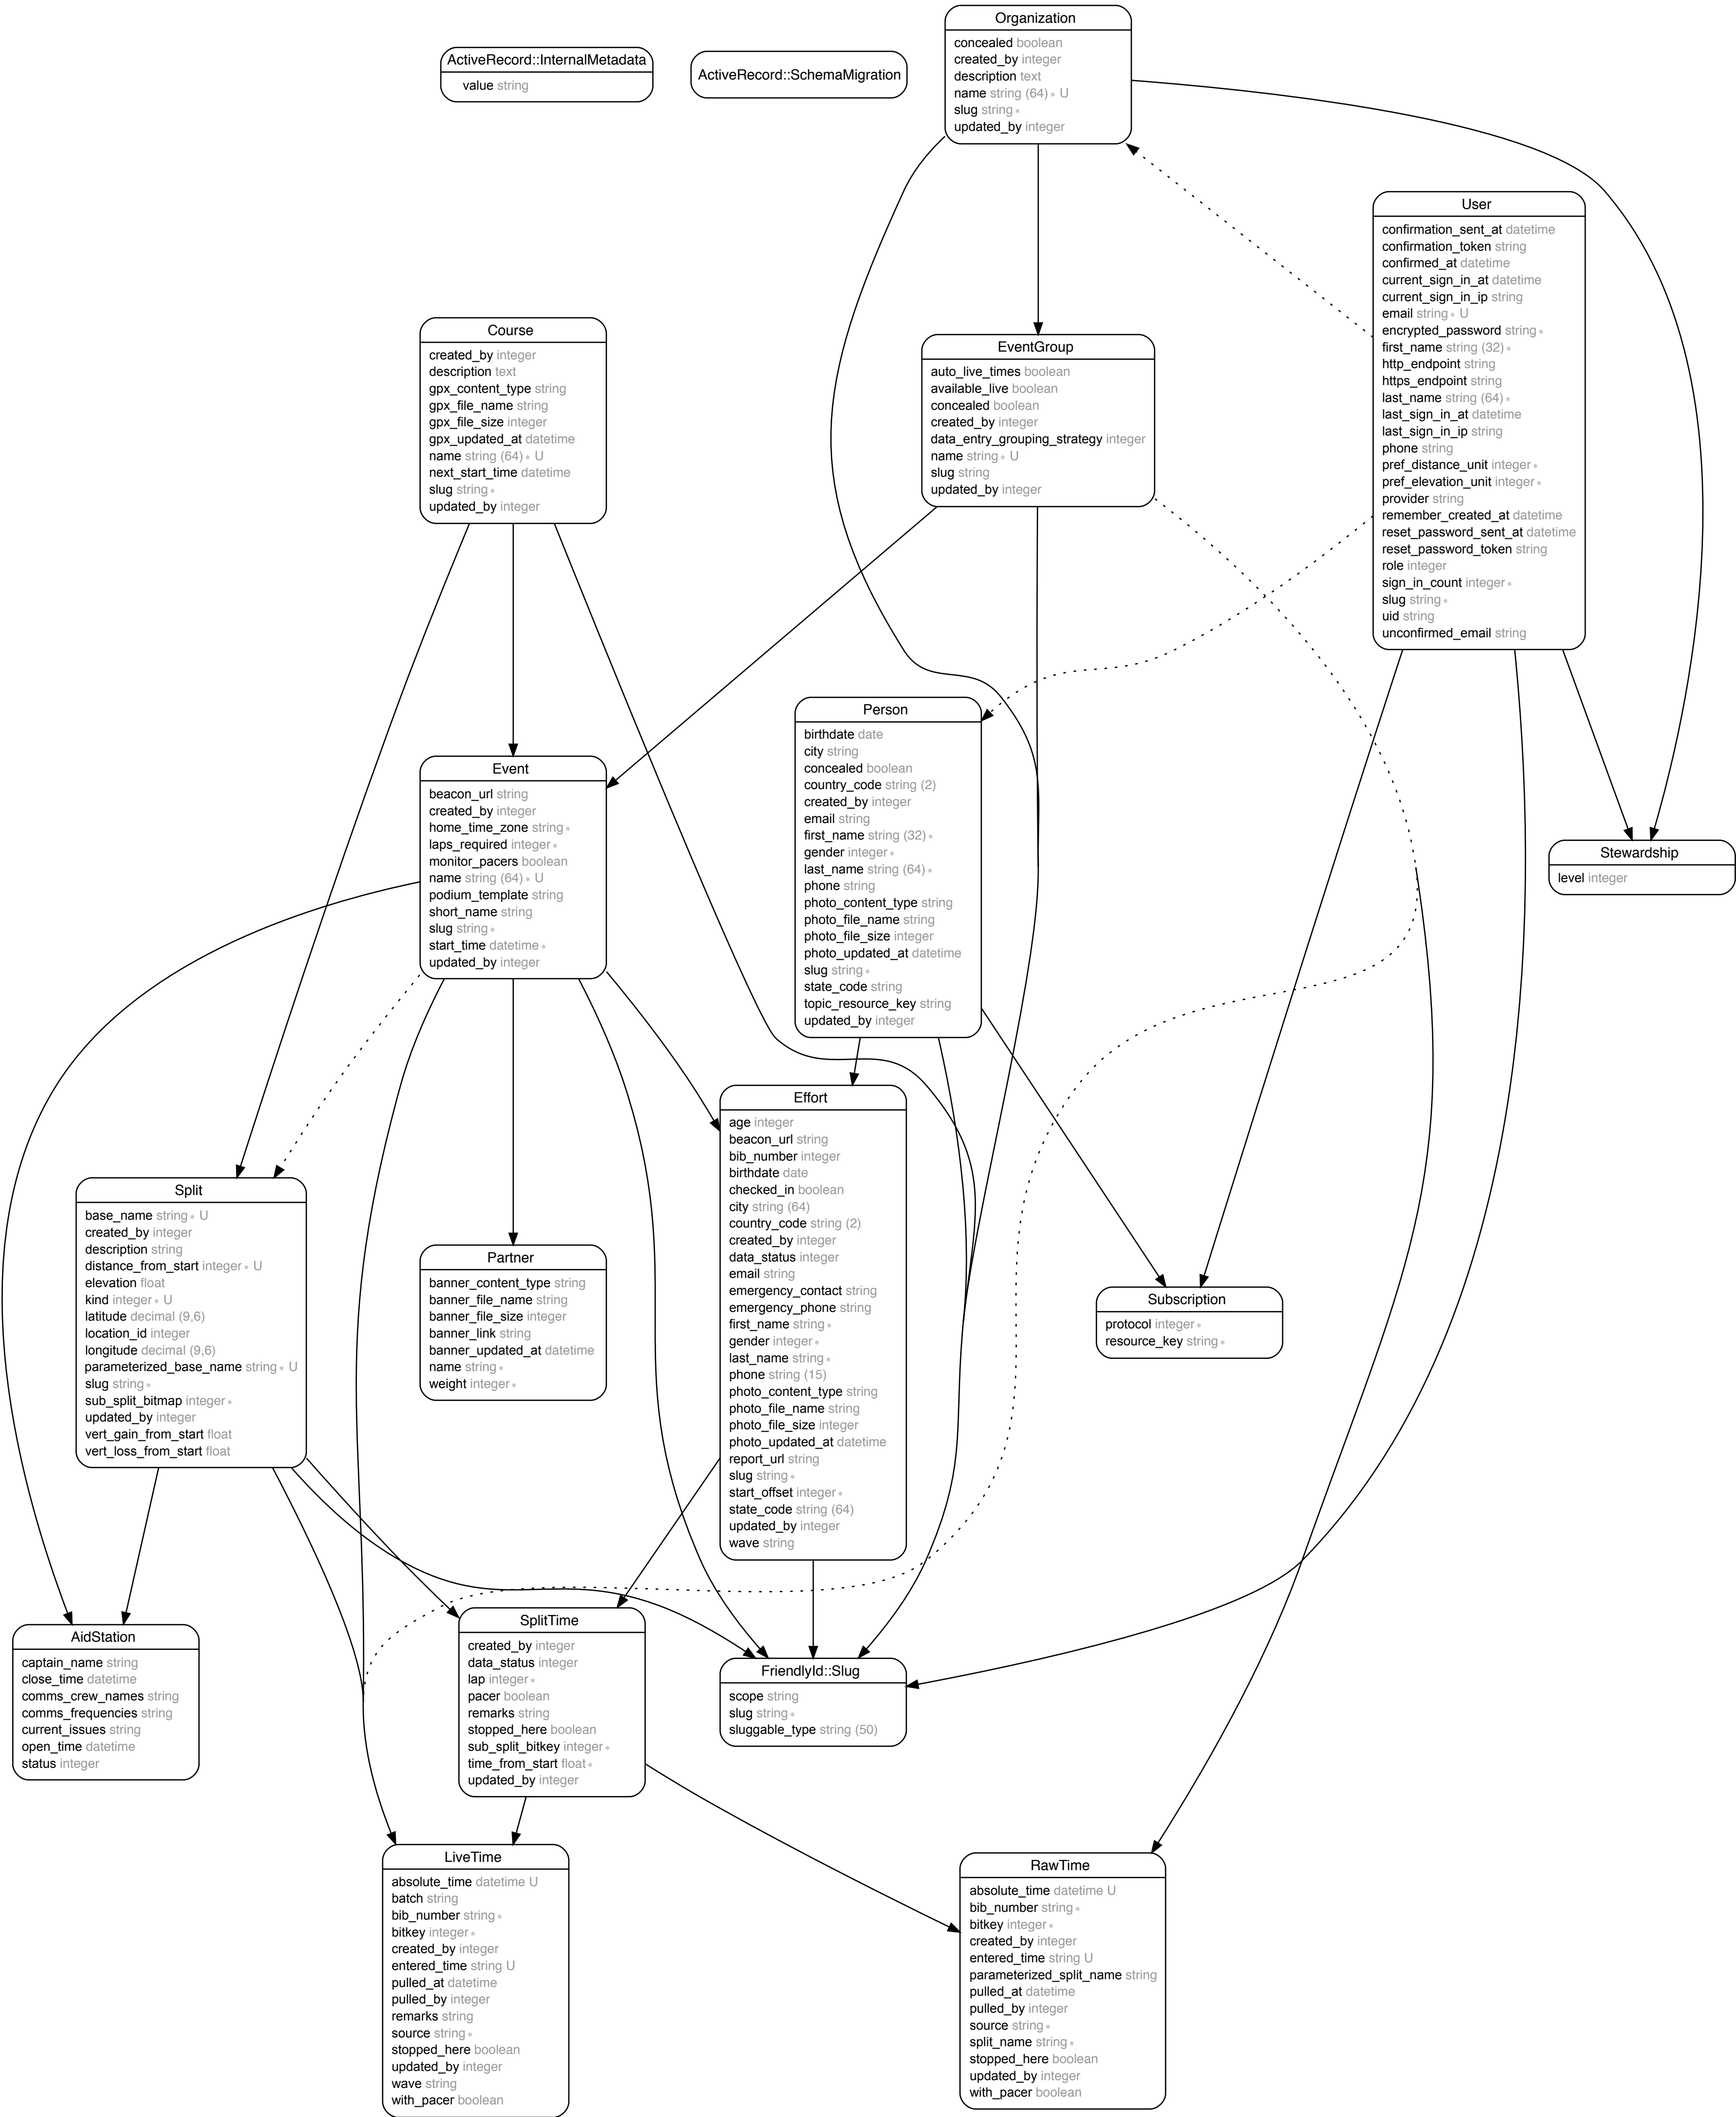 Organization
concealed boolean
created_by integer
description text
name string (64) * U
slug string *
updated_by integer
ActiveRecord::InternalMetadata
value string
ActiveRecord::SchemaMigration
User
confirmation_sent_at datetime
confirmation_token string
confirmed_at datetime
current_sign_in_at datetime
current_sign_in_ip string
email string * U
encrypted_password string *
first_name string (32) *
http_endpoint string
https_endpoint string
last_name string (64) *
last_sign_in_at datetime
last_sign_in_ip string
phone string
pref_distance_unit integer *
pref_elevation_unit integer *
provider string
remember_created_at datetime
reset_password_sent_at datetime
reset_password_token string
role integer
sign_in_count integer *
slug string *
uid string
unconfirmed_email string
Course
created_by integer
description text
gpx_content_type string
gpx_file_name string
gpx_file_size integer
gpx_updated_at datetime
name string (64) * U
next_start_time datetime
slug string *
updated_by integer
EventGroup
auto_live_times boolean
available_live boolean
concealed boolean
created_by integer
data_entry_grouping_strategy integer
name string * U
slug string
updated_by integer
Person
birthdate date
city string
concealed boolean
country_code string (2)
created_by integer
email string
first_name string (32) *
gender integer *
last_name string (64) *
phone string
photo_content_type string
photo_file_name string
photo_file_size integer
photo_updated_at datetime
slug string *
state_code string
topic_resource_key string
updated_by integer
Event
beacon_url string
created_by integer
home_time_zone string *
laps_required integer *
monitor_pacers boolean
name string (64) * U
podium_template string
short_name string
slug string *
start_time datetime *
updated_by integer
Stewardship
level integer
Effort
age integer
beacon_url string
bib_number integer
birthdate date
checked_in boolean
city string (64)
country_code string (2)
created_by integer
data_status integer
email string
emergency_contact string
emergency_phone string
first_name string *
gender integer *
last_name string *
phone string (15)
photo_content_type string
photo_file_name string
photo_file_size integer
photo_updated_at datetime
report_url string
slug string *
start_offset integer *
state_code string (64)
updated_by integer
wave string
Split
base_name string * U
created_by integer
description string
distance_from_start integer * U
elevation float
kind integer * U
latitude decimal (9,6)
location_id integer
longitude decimal (9,6)
parameterized_base_name string * U
slug string *
sub_split_bitmap integer *
updated_by integer
vert_gain_from_start float
vert_loss_from_start float
Partner
banner_content_type string
banner_file_name string
banner_file_size integer
banner_link string
banner_updated_at datetime
name string *
weight integer *
Subscription
protocol integer *
resource_key string *
AidStation
captain_name string
close_time datetime
comms_crew_names string
comms_frequencies string
current_issues string
open_time datetime
status integer
SplitTime
created_by integer
data_status integer
lap integer *
pacer boolean
remarks string
stopped_here boolean
sub_split_bitkey integer *
time_from_start float *
updated_by integer
FriendlyId::Slug
scope string
slug string *
sluggable_type string (50)
LiveTime
absolute_time datetime U
batch string
bib_number string *
bitkey integer *
created_by integer
entered_time string U
pulled_at datetime
pulled_by integer
remarks string
source string *
stopped_here boolean
updated_by integer
wave string
with_pacer boolean
RawTime
absolute_time datetime U
bib_number string *
bitkey integer *
created_by integer
entered_time string U
parameterized_split_name string
pulled_at datetime
pulled_by integer
source string *
split_name string *
stopped_here boolean
updated_by integer
with_pacer boolean